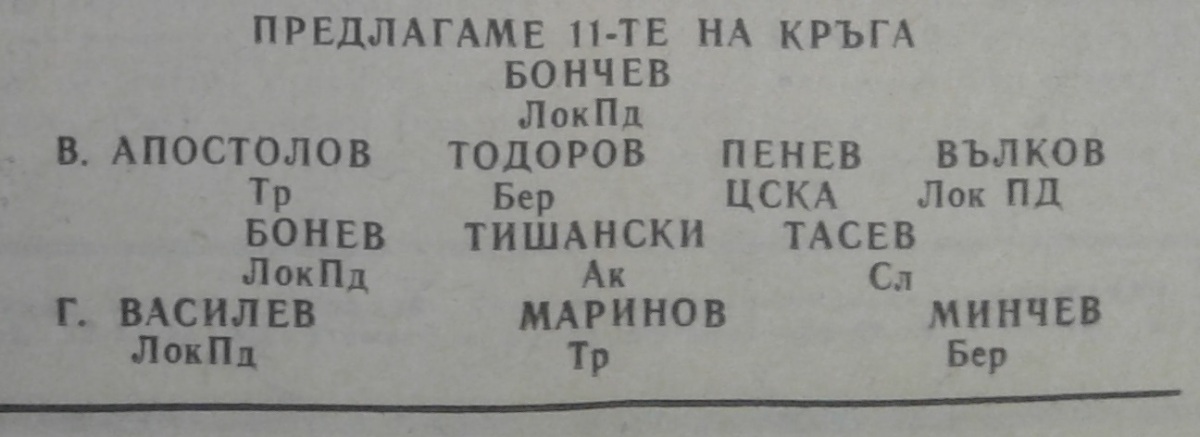 ПРЕДЛАГАМЕ 11-ТЕ НА КРЪГА
БОНЧЕВ
ЛокПд
В. АПОСТОЛОВ ТОДОРОВ ПЕНЕВ ВЪЛКОВ
Тр Бер ЦСКА Лок ПД
БОНЕВ ТИШАНСКИ ТАСЕВ
ЛокПд Ак Сл
Г. ВАСИЛЕВ МАРИНОВ МИНЧЕВ
ЛокПд Тр Бер